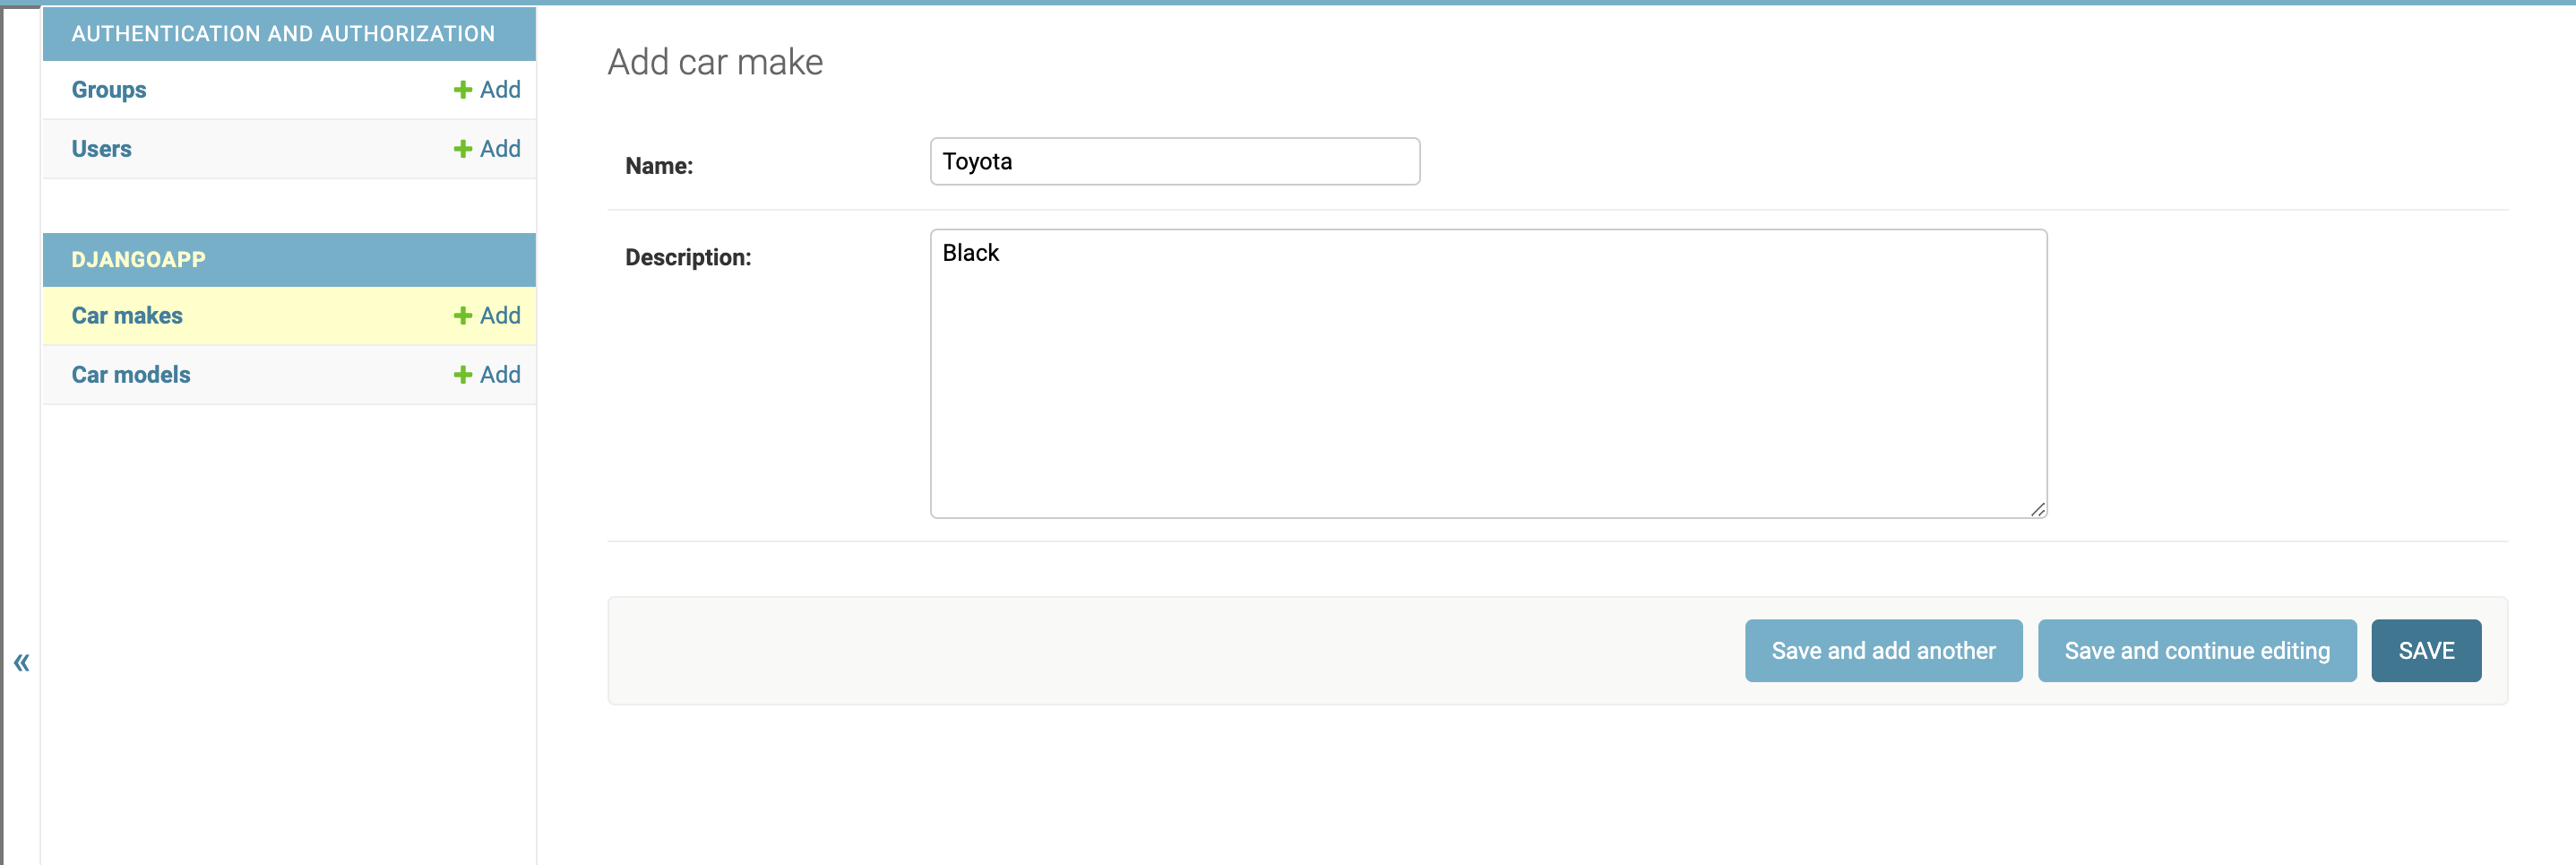 AUTHENTICATION AND AUTHORIZATION
Groups + Add
Users + Add
DJANGOAPP
Car makes + Add
Car models + Add
«
Add car make
Name: Toyota
Description: Black
Save and add another Save and continue editing SAVE